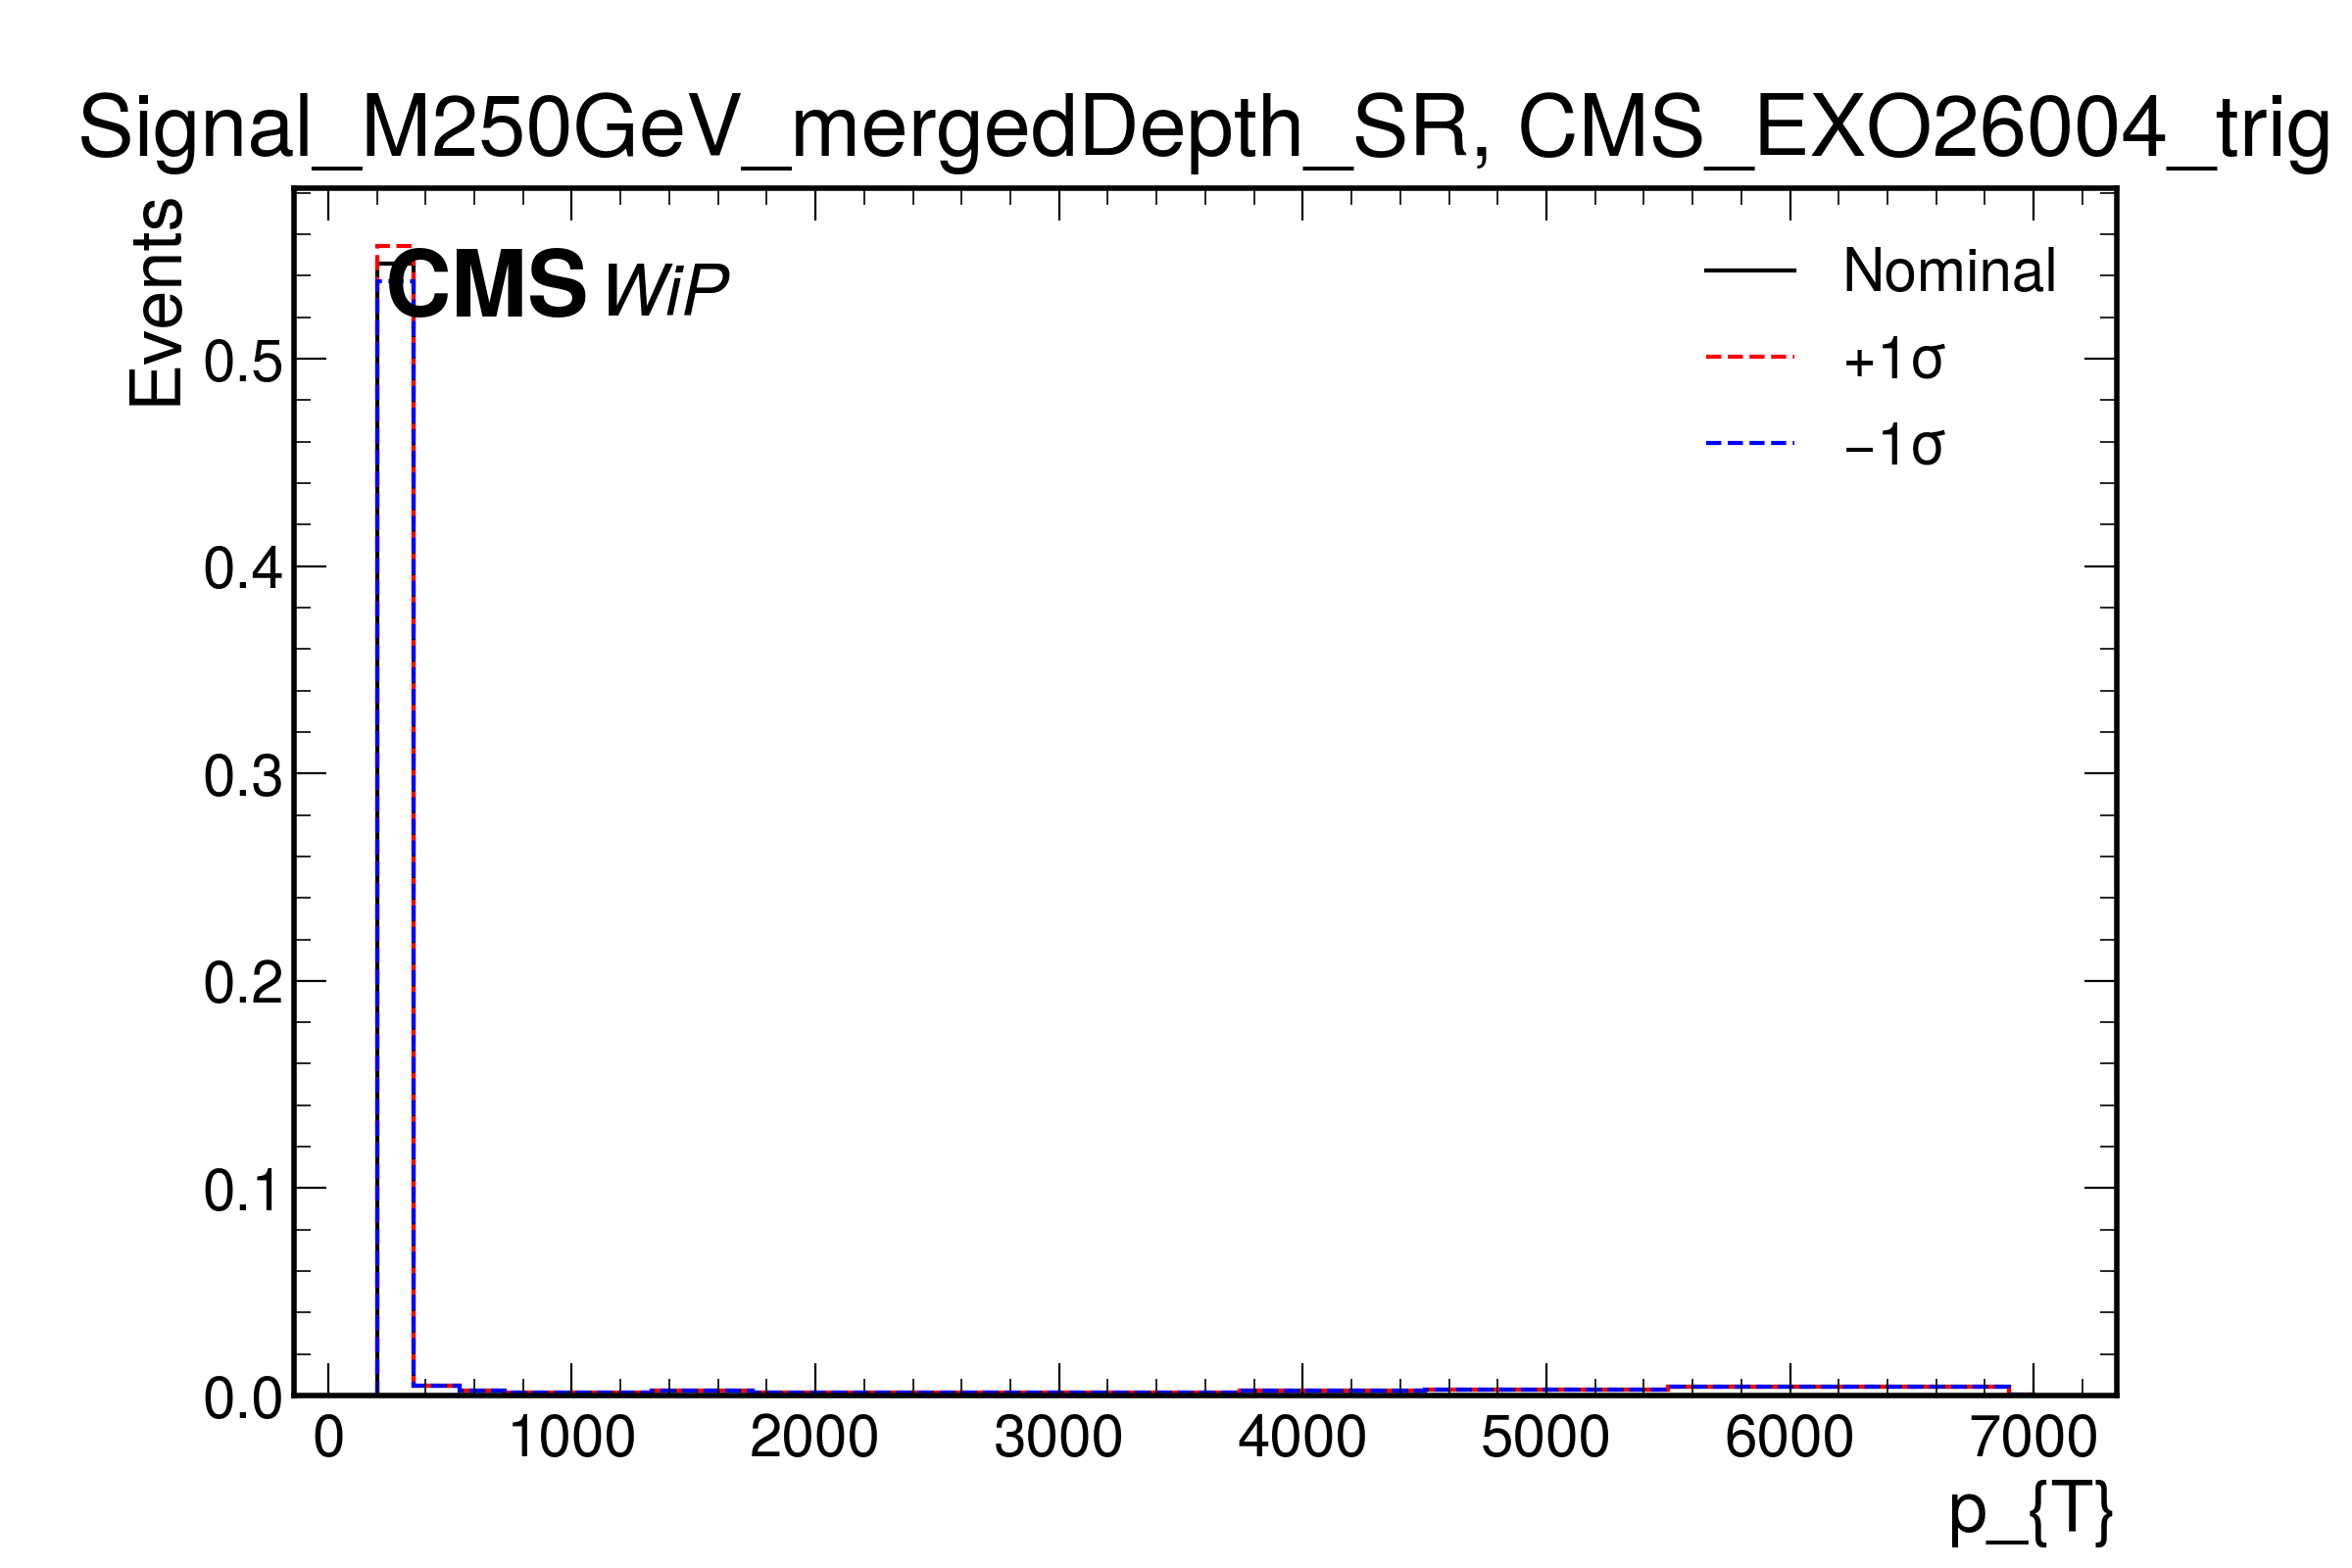 Signal_M250GeV_mergedDepth_SR, CMS_EXO26004_trig
Events
CMS WiP
Nominal
+1σ
−1σ
0.5
0.4
0.3
0.2
0.1
0.0
0 1000 2000 3000 4000 5000 6000 7000
p_{T}